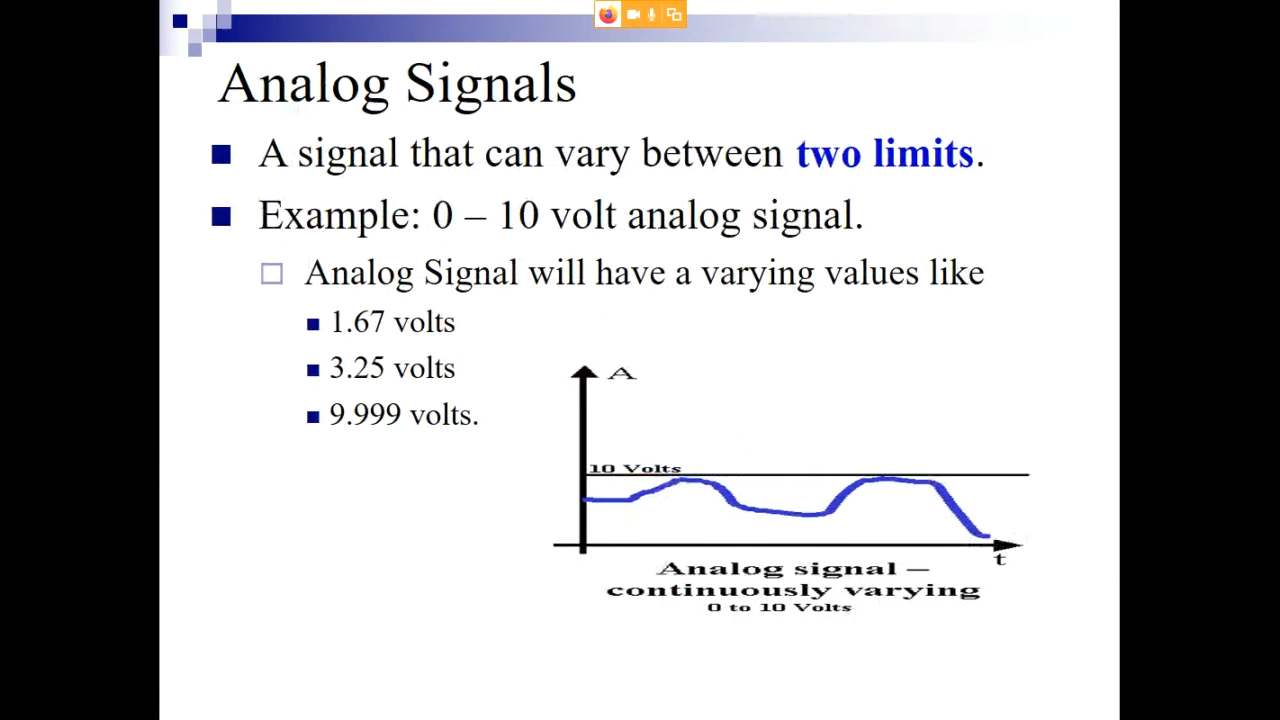 Analog Signals
A signal that can vary between two limits.
Example: 0 – 10 volt analog signal.
Analog Signal will have a varying values like
1.67 volts
3.25 volts
9.999 volts.
A
10 Volts
t
Analog signal –
continuously varying
0 to 10 Volts